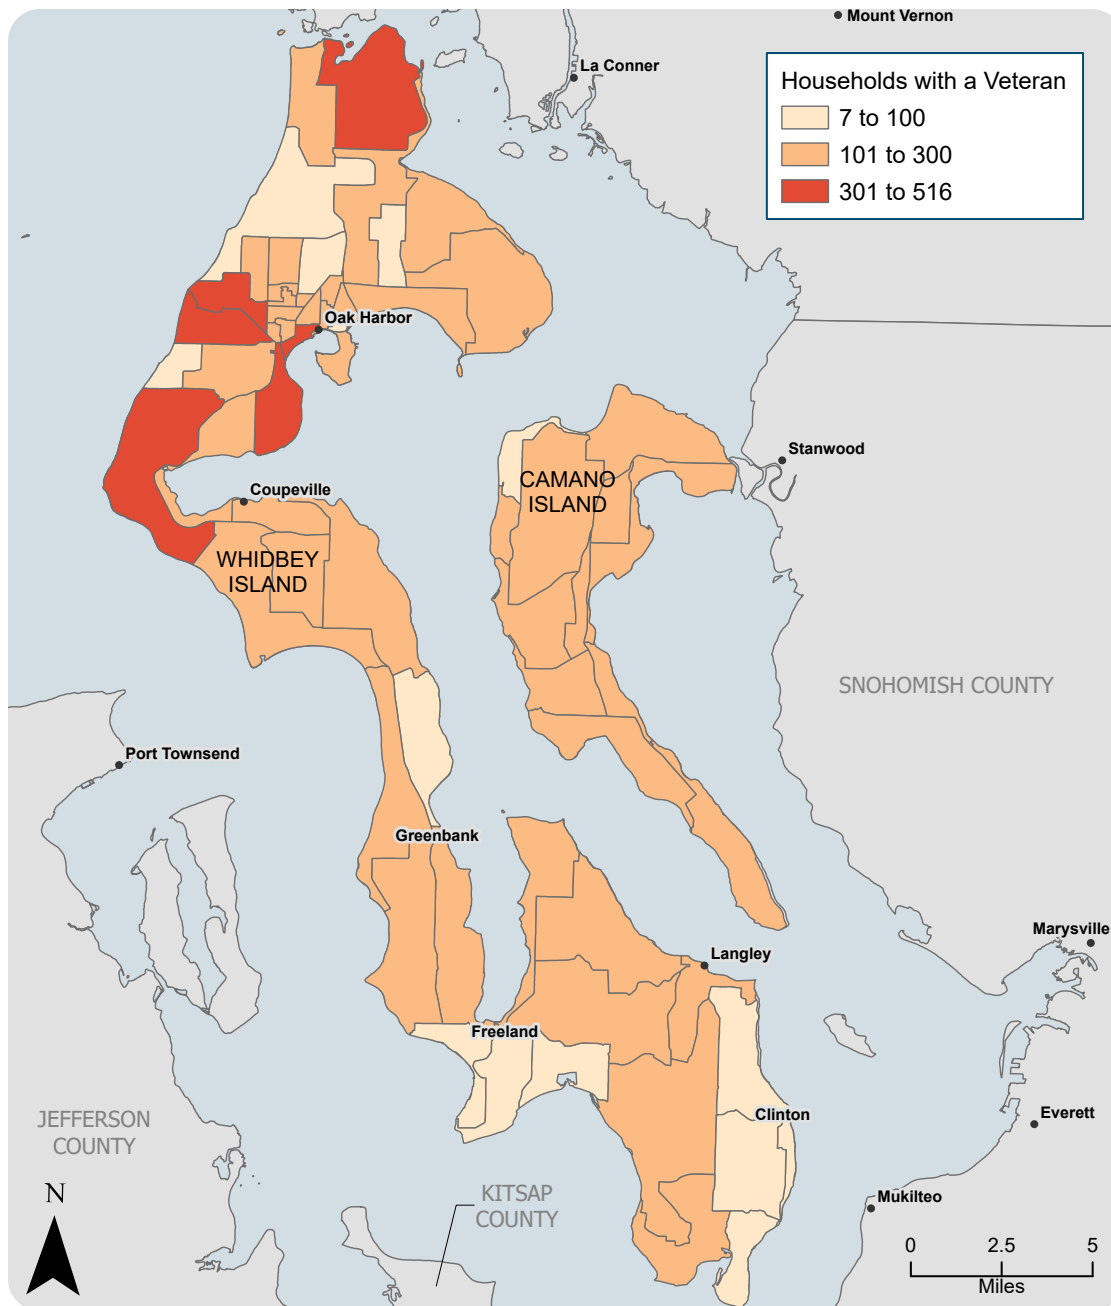 Mount Vernon
La Conner
Households with a Veteran
7 to 100
101 to 300
301 to 516
Oak Harbor
Stanwood
CAMANO
ISLAND
Coupeville
WHIDBEY
ISLAND
SNOHOMISH COUNTY
Port Townsend
Greenbank
Marysville
Langley
Freeland
JEFFERSON
COUNTY
Clinton
Everett
N
KITSAP
COUNTY
Mukilteo
0 2.5 5
Miles